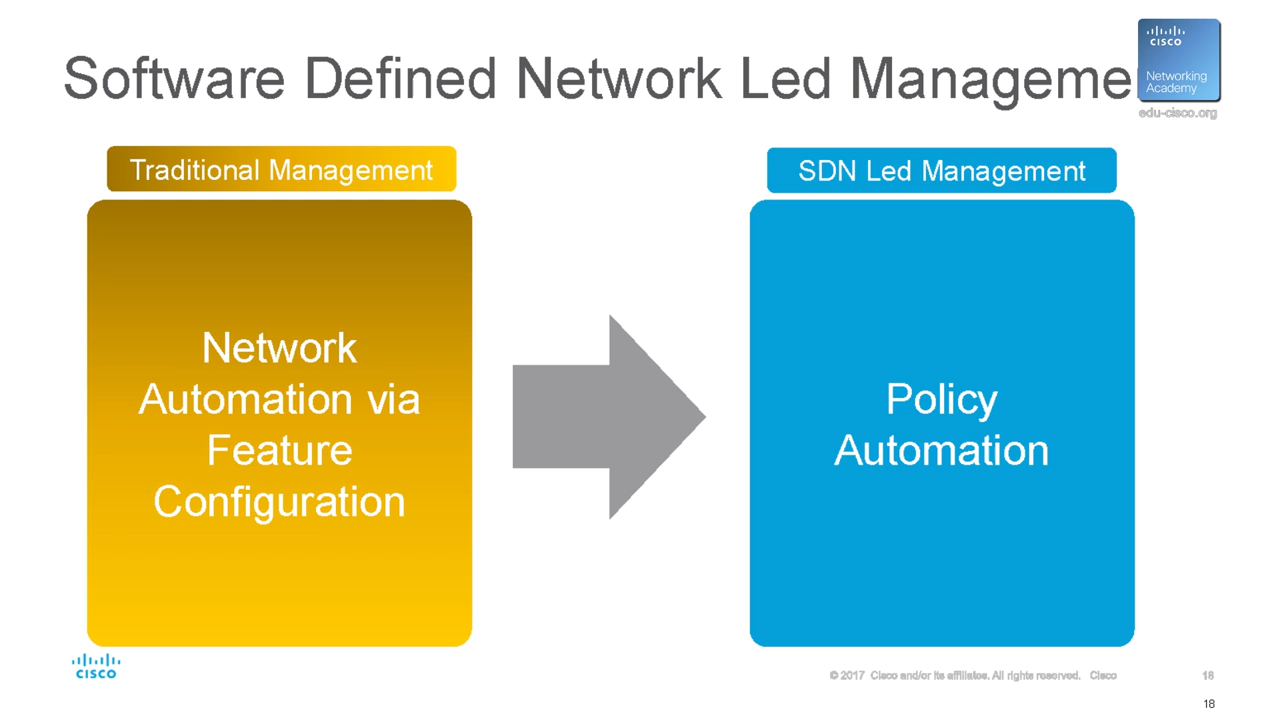 Software Defined Network Led Manageme
CISCO
Networking
Academy
edu-cisco.org
Traditional Management
SDN Led Management
Network
Automation via
Feature
Configuration
Policy
Automation
CISCO
© 2017 Cisco and/or its affiliates. All rights reserved. Cisco 18
18